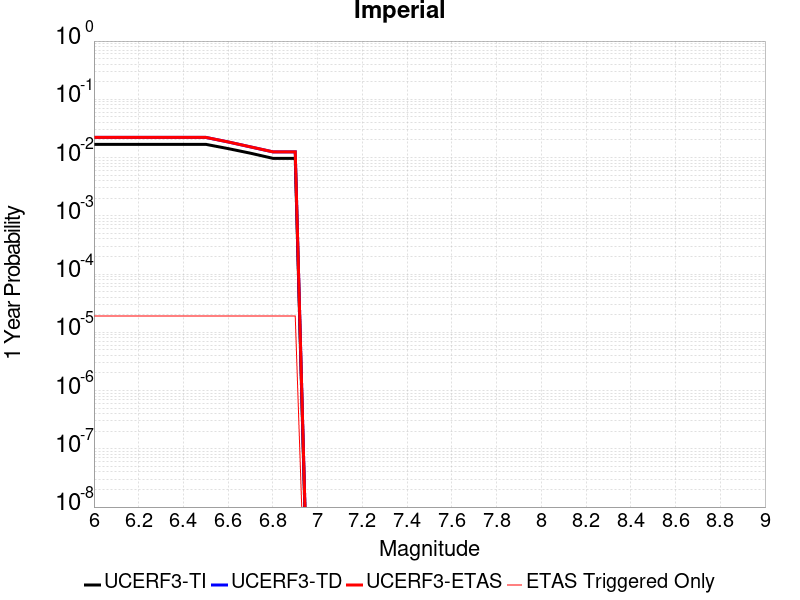 Imperial
1 Year Probability
10^0
10^-1
10^-2
10^-3
10^-4
10^-5
10^-6
10^-7
10^-8
6 6.2 6.4 6.6 6.8 7 7.2 7.4 7.6 7.8 8 8.2 8.4 8.6 8.8 9
Magnitude
UCERF3-TI UCERF3-TD UCERF3-ETAS ETAS Triggered Only